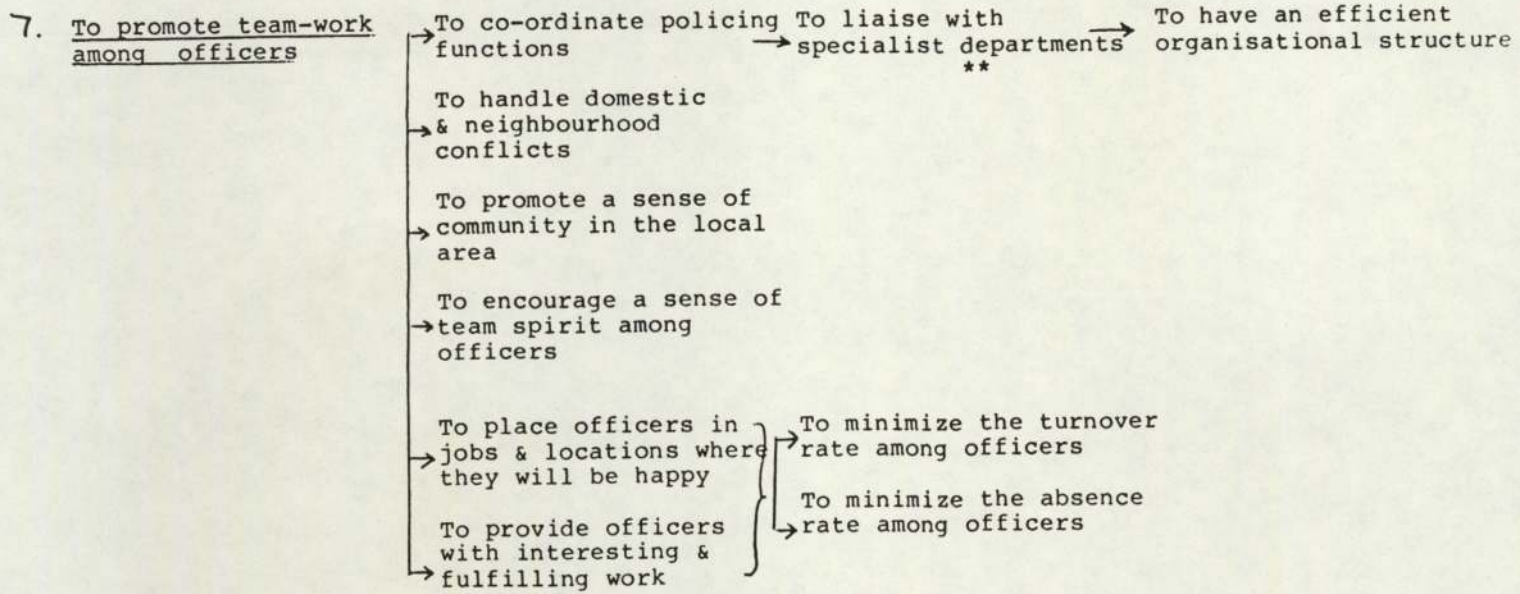 7. To promote team-work
among officers
To co-ordinate policing
functions
To liaise with
specialist departments
**
To have an efficient
organisational structure
To handle domestic
& neighbourhood
conflicts
To promote a sense of
community in the local
area
To encourage a sense of
team spirit among
officers
To place officers in
jobs & locations where
they will be happy
To provide officers
with interesting &
fulfilling work
To minimize the turnover
rate among officers
To minimize the absence
rate among officers